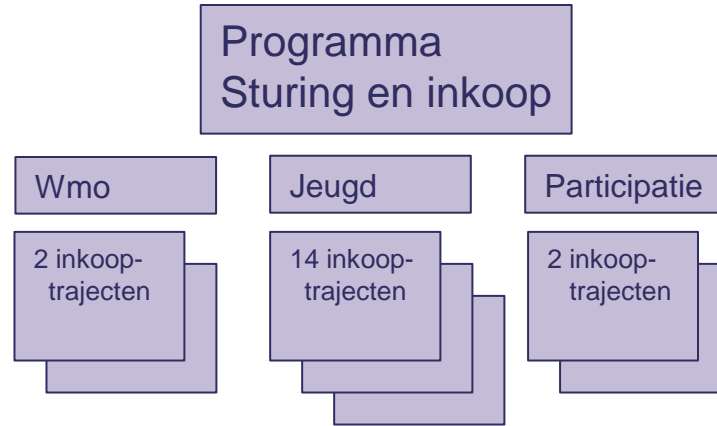 Programma
Sturing en inkoop
Wmo
Jeugd
Participatie
2 inkoop-
trajecten
14 inkoop-
trajecten
2 inkoop-
trajecten